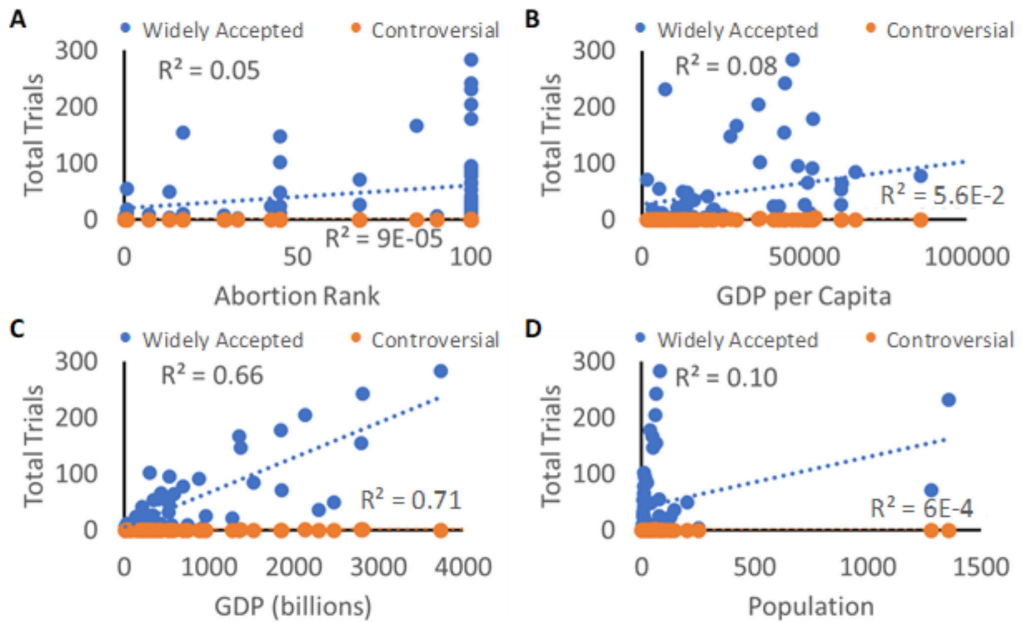 A
Widely Accepted
Controversial
300
200
100
0
Total Trials
R² = 0.05
R² = 9E-05
0
50
100
Abortion Rank
B
Widely Accepted
Controversial
300
200
100
0
Total Trials
R² = 0.08
R² = 5.6E-2
0
50000
100000
GDP per Capita
C
Widely Accepted
Controversial
300
200
100
0
Total Trials
R² = 0.66
R² = 0.71
0
1000
2000
3000
4000
GDP (billions)
D
Widely Accepted
Controversial
300
200
100
0
Total Trials
R² = 0.10
R² = 6E-4
0
500
1000
1500
Population